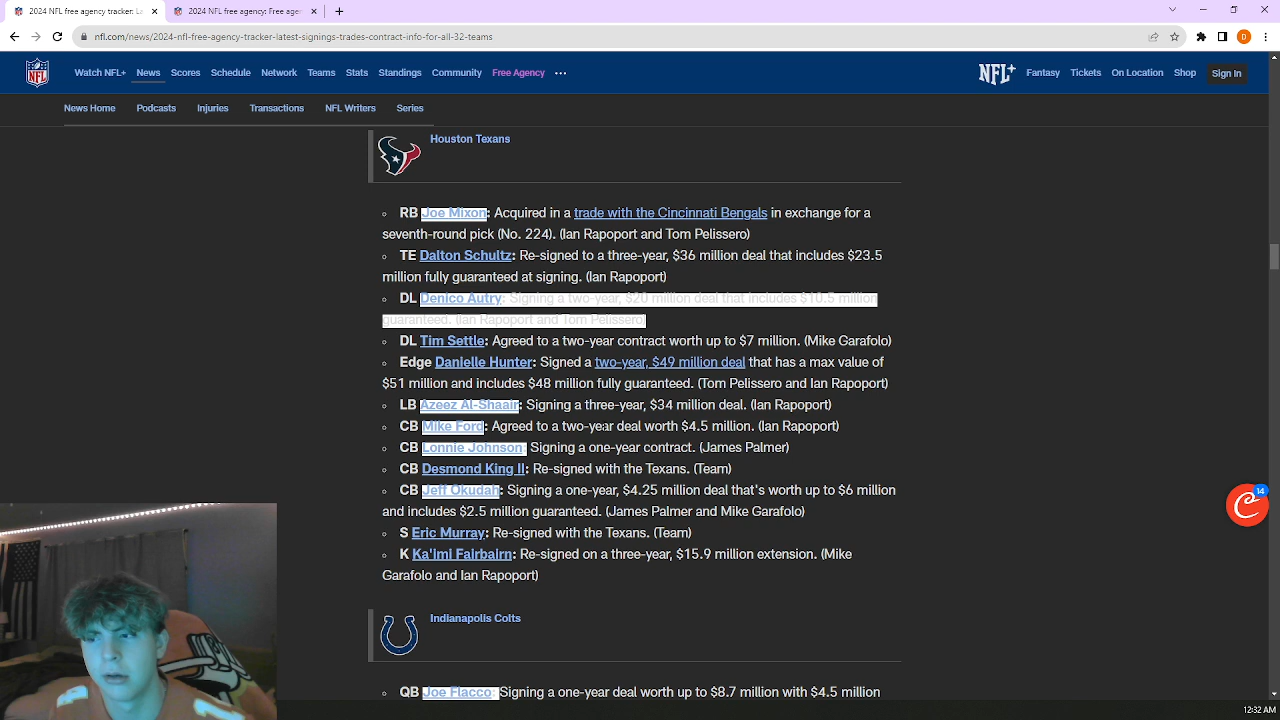 2024 NFL free agency tracker: La
2024 NFL free agency: Free age
nfl.com/news/2024-nfl-free-agency-tracker-latest-signings-trades-contract-info-for-all-32-teams
D
NFL
Watch NFL+ News Scores Schedule Network Teams Stats Standings Community Free Agency
NFL+ Fantasy Tickets On Location Shop Sign In
News Home Podcasts Injuries Transactions NFL Writers Series
Houston Texans
RB Joe Mixon: Acquired in a trade with the Cincinnati Bengals in exchange for a
seventh-round pick (No. 224). (Ian Rapoport and Tom Pelissero)
TE Dalton Schultz: Re-signed to a three-year, $36 million deal that includes $23.5
million fully guaranteed at signing. (Ian Rapoport)
DL Denico Autry: Signing a two-year, $20 million deal that includes $10.5 million
guaranteed. (Ian Rapoport and Tom Pelissero)
DL Tim Settle: Agreed to a two-year contract worth up to $7 million. (Mike Garafolo)
Edge Danielle Hunter: Signed a two-year, $49 million deal that has a max value of
$51 million and includes $48 million fully guaranteed. (Tom Pelissero and Ian Rapoport)
LB Azeez Al-Shaair: Signing a three-year, $34 million deal. (Ian Rapoport)
CB Mike Ford: Agreed to a two-year deal worth $4.5 million. (Ian Rapoport)
CB Lonnie Johnson: Signing a one-year contract. (James Palmer)
CB Desmond King II: Re-signed with the Texans. (Team)
CB Jeff Okudah: Signing a one-year, $4.25 million deal that's worth up to $6 million
and includes $2.5 million guaranteed. (James Palmer and Mike Garafolo)
S Eric Murray: Re-signed with the Texans. (Team)
K Ka'imi Fairbairn: Re-signed on a three-year, $15.9 million extension. (Mike
Garafolo and Ian Rapoport)
14
Indianapolis Colts
QB Joe Flacco: Signing a one-year deal worth up to $8.7 million with $4.5 million
12:32 AM